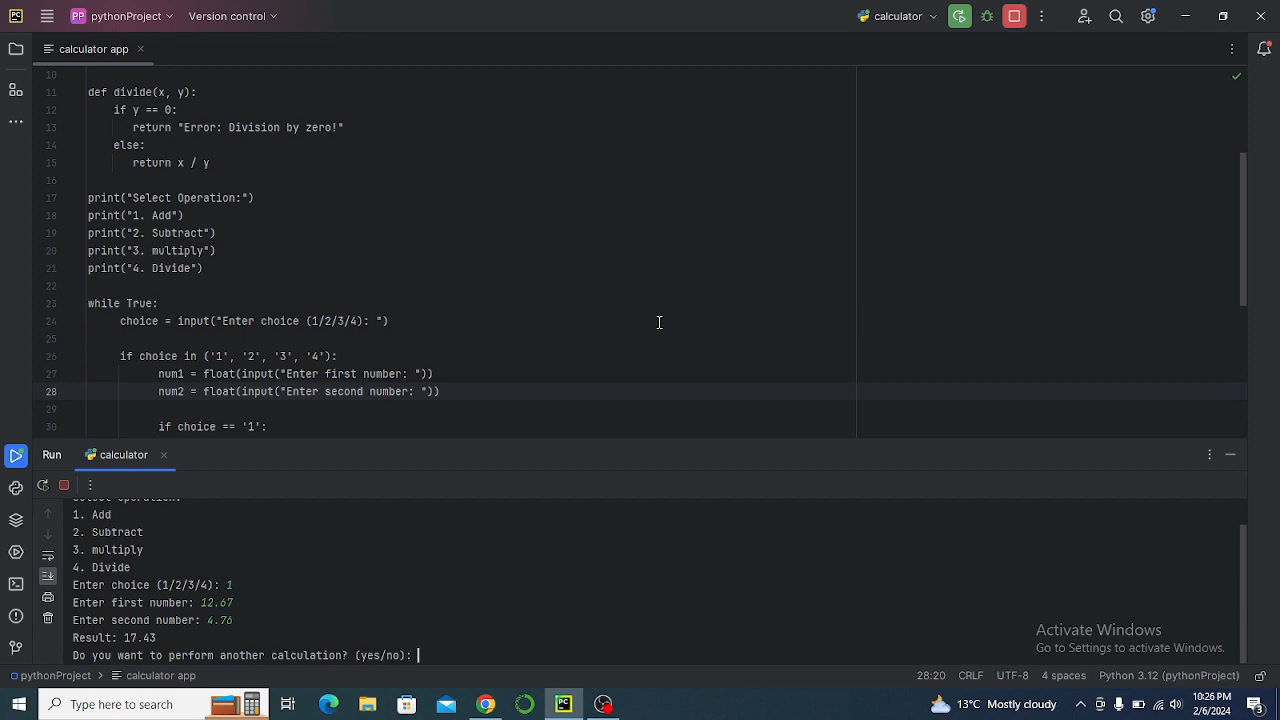 PC
PP
pythonProject
Version control
calculator
calculator app
10
11 def divide(x, y):
12 if y == 0:
13 return "Error: Division by zero!"
14 else:
15 return x / y
16
17 print("Select Operation:")
18 print("1. Add")
19 print("2. Subtract")
20 print("3. multiply")
21 print("4. Divide")
22
23 while True:
24 choice = input("Enter choice (1/2/3/4): ")
25
26 if choice in ('1', '2', '3', '4'):
27 num1 = float(input("Enter first number: "))
28 num2 = float(input("Enter second number: "))
29
30 if choice == '1':
Run
calculator
Select Operation:
1. Add
2. Subtract
3. multiply
4. Divide
Enter choice (1/2/3/4): 1
Enter first number: 12.67
Enter second number: 4.76
Result: 17.43
Do you want to perform another calculation? (yes/no):
Activate Windows
Go to Settings to activate Windows.
pythonProject
calculator app
28:20
CRLF
UTF-8
4 spaces
Python 3.12 (pythonProject)
Type here to search
PC
13°C Mostly cloudy
10:26 PM
2/6/2024
3